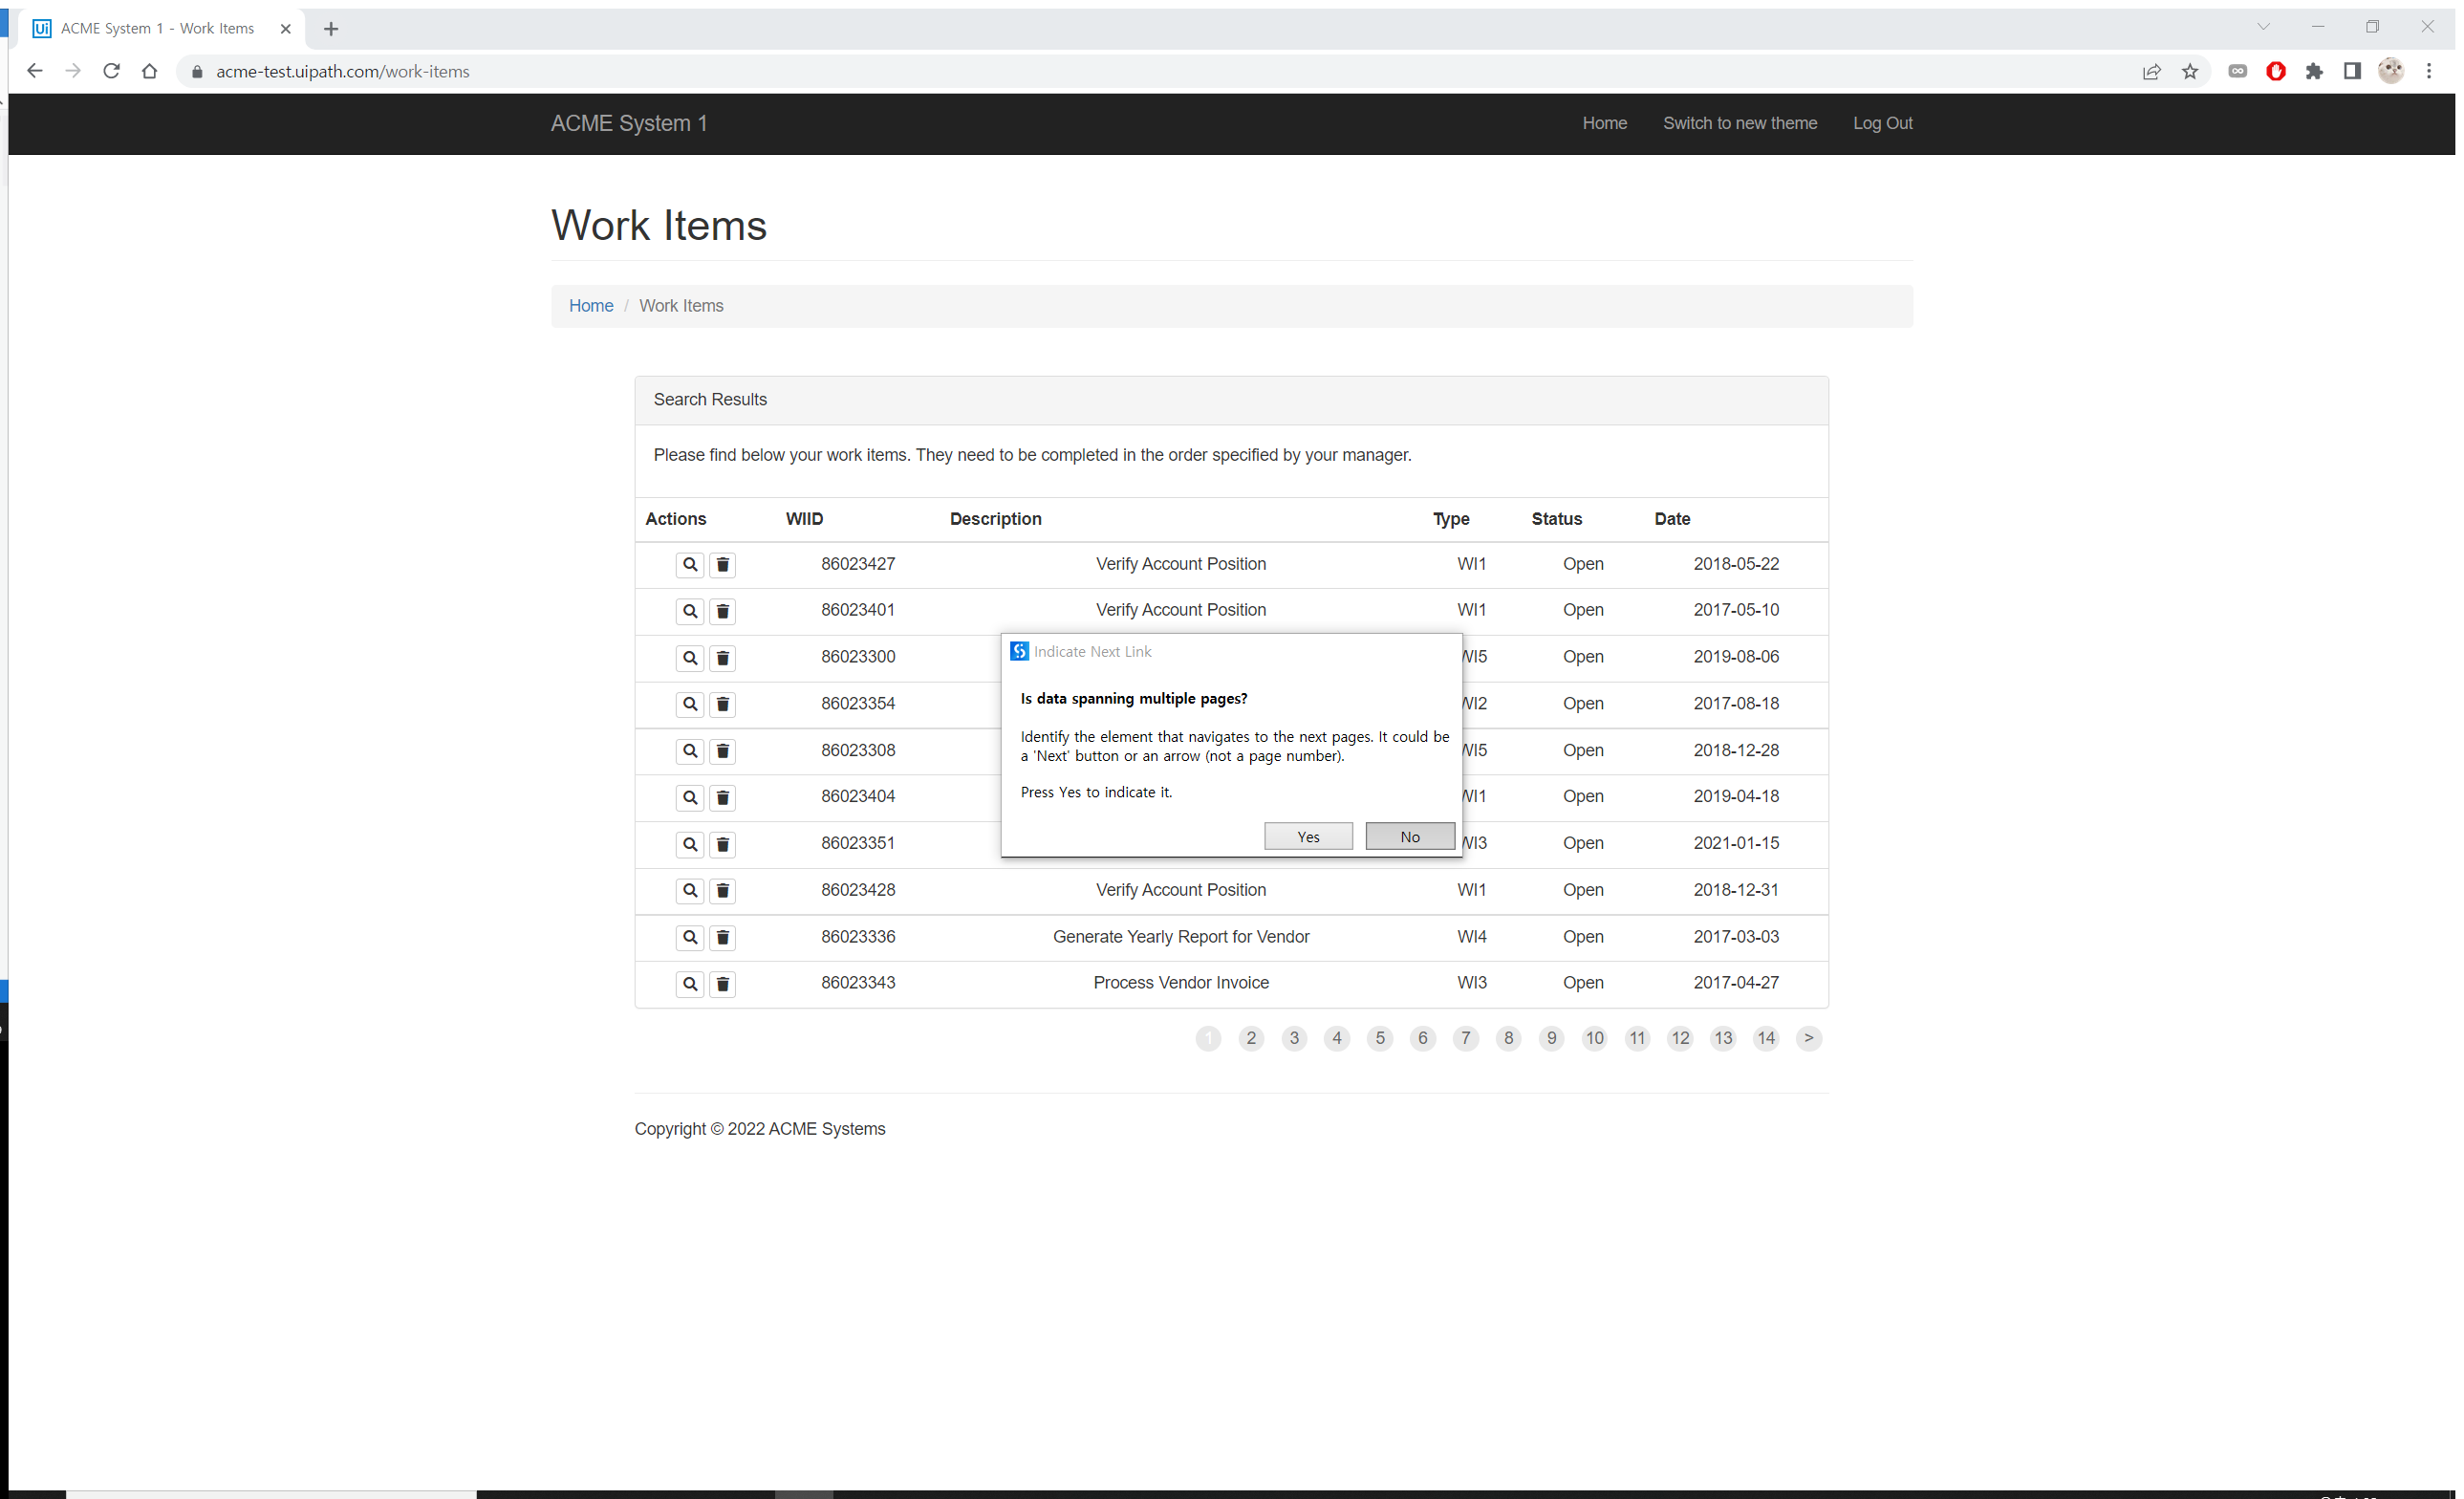 ACME System 1 - Work Items
acme-test.uipath.com/work-items
ACME System 1 Home Switch to new theme Log Out
Work Items
Home / Work Items
Search Results
Please find below your work items. They need to be completed in the order specified by your manager.
Actions WIID Description Type Status Date
86023427 Verify Account Position WI1 Open 2018-05-22
86023401 Verify Account Position WI1 Open 2017-05-10
86023300 WI5 Open 2019-08-06
86023354 WI2 Open 2017-08-18
86023308 WI5 Open 2018-12-28
86023404 WI1 Open 2019-04-18
86023351 WI3 Open 2021-01-15
86023428 Verify Account Position WI1 Open 2018-12-31
86023336 Generate Yearly Report for Vendor WI4 Open 2017-03-03
86023343 Process Vendor Invoice WI3 Open 2017-04-27
Indicate Next Link
Is data spanning multiple pages?
Identify the element that navigates to the next pages. It could be
a 'Next' button or an arrow (not a page number).
Press Yes to indicate it.
Yes No
1 2 3 4 5 6 7 8 9 10 11 12 13 14 >
Copyright © 2022 ACME Systems